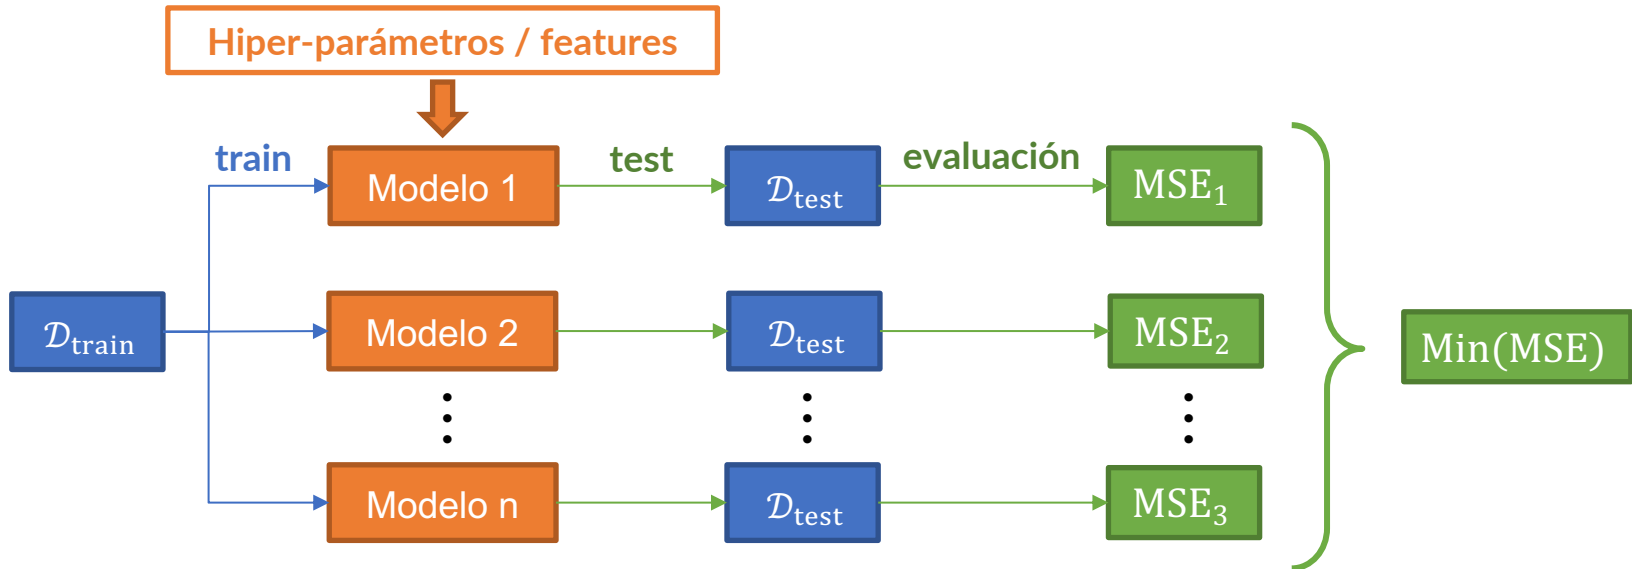 Hiper-parámetros / features
train
Modelo 1
test
𝒟test
evaluación
MSE1
𝒟train
Modelo 2
𝒟test
MSE2
Min(MSE)
Modelo n
𝒟test
MSE3